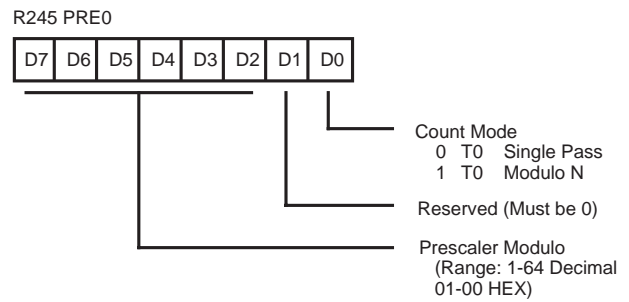 R245 PRE0
D7 D6 D5 D4 D3 D2 D1 D0
Count Mode
0 T0 Single Pass
1 T0 Modulo N
Reserved (Must be 0)
Prescaler Modulo
(Range: 1-64 Decimal
01-00 HEX)